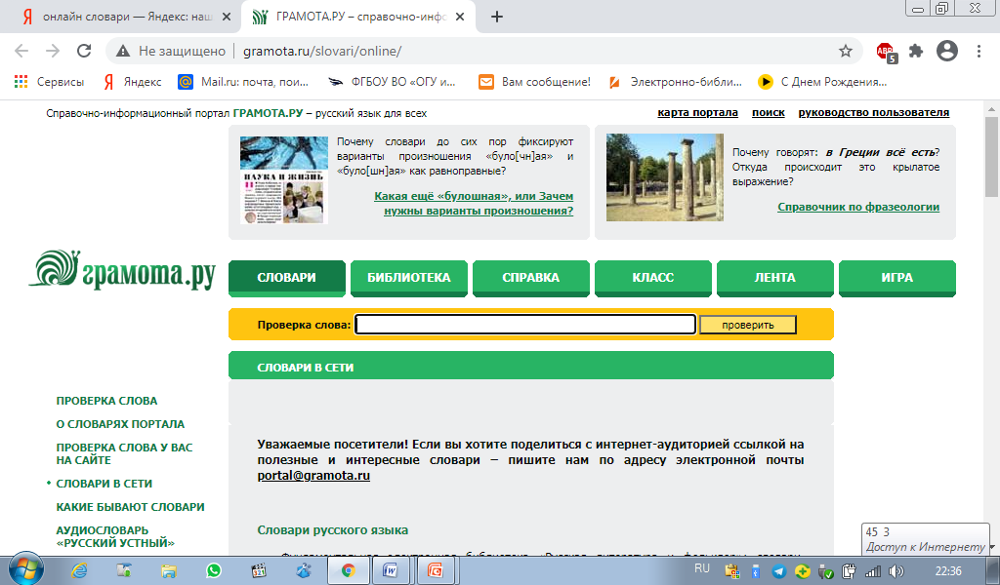 онлайн словари — Яндекс: наш
ГРАМОТА.РУ – справочно-инфо
Не защищено
gramota.ru/slovari/online/
ABP
5
Сервисы
Яндекс
Mail.ru: почта, пои...
ФГБОУ ВО «ОГУ и...
Вам сообщение!
Электронно-библи...
С Днем Рождения...
Справочно-информационный портал ГРАМОТА.РУ – русский язык для всех
карта портала поиск руководство пользователя
НАУКА И ЖИЗНЬ
Почему словари до сих пор фиксируют
варианты произношения «було[чн]ая» и
«було[шн]ая» как равноправные?
Какая ещё «булошная», или Зачем
нужны варианты произношения?
Почему говорят: в Греции всё есть?
Откуда происходит это крылатое
выражение?
Справочник по фразеологии
грамота.ру
СЛОВАРИ
БИБЛИОТЕКА
СПРАВКА
КЛАСС
ЛЕНТА
ИГРА
Проверка слова:
проверить
СЛОВАРИ В СЕТИ
ПРОВЕРКА СЛОВА
О СЛОВАРЯХ ПОРТАЛА
ПРОВЕРКА СЛОВА У ВАС
НА САЙТЕ
СЛОВАРИ В СЕТИ
КАКИЕ БЫВАЮТ СЛОВАРИ
АУДИОСЛОВАРЬ
«РУССКИЙ УСТНЫЙ»
Уважаемые посетители! Если вы хотите поделиться с интернет-аудиторией ссылкой на
полезные и интересные словари – пишите нам по адресу электронной почты
portal@gramota.ru
Словари русского языка
45 3
Доступ к Интернету
RU
22:36